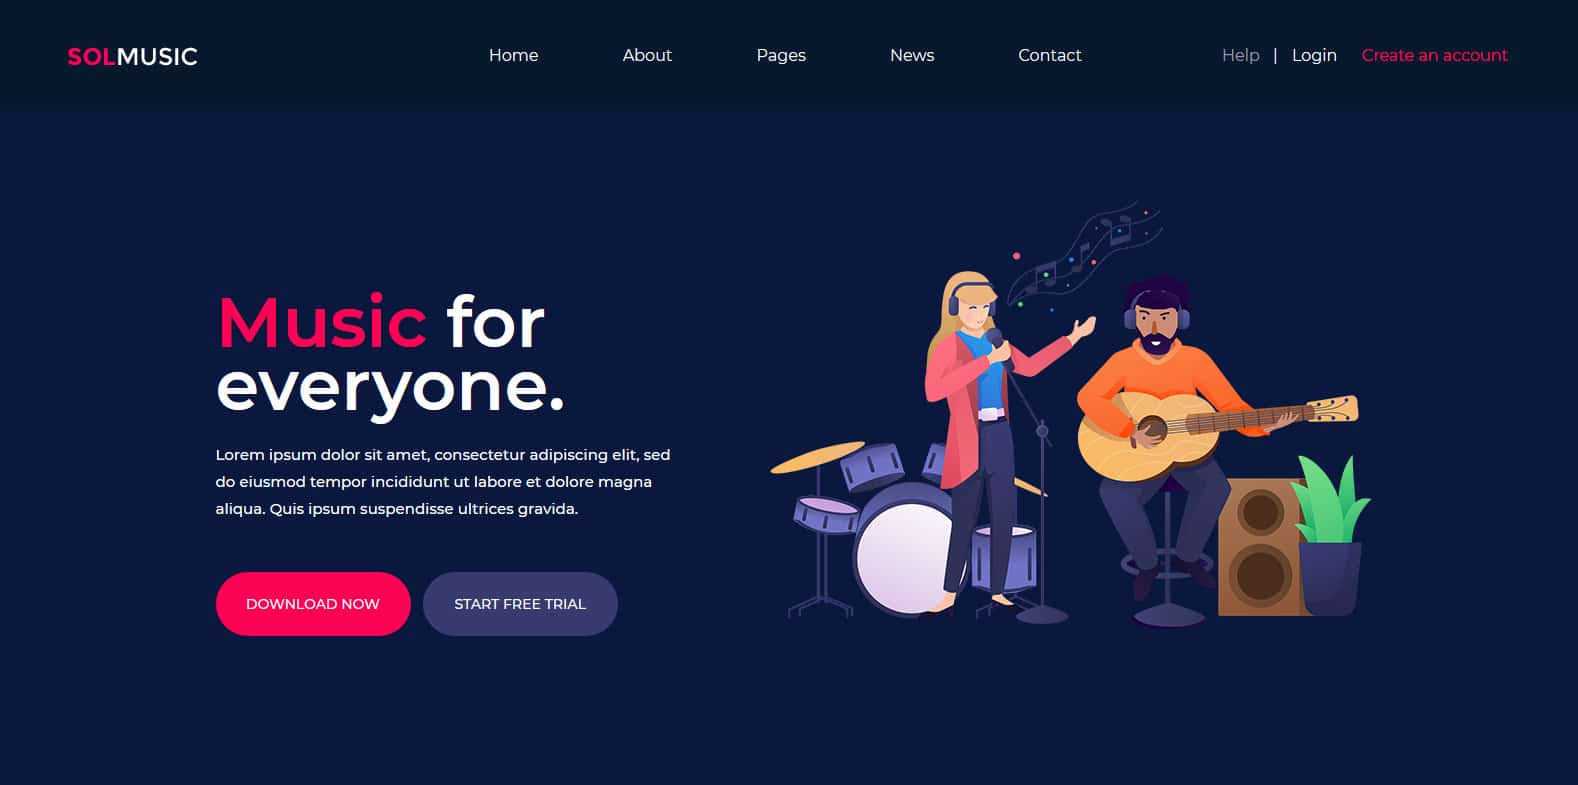 SOLMUSIC
Home About Pages News Contact
Help | Login Create an account
Music for
everyone.
Lorem ipsum dolor sit amet, consectetur adipiscing elit, sed
do eiusmod tempor incididunt ut labore et dolore magna
aliqua. Quis ipsum suspendisse ultrices gravida.
DOWNLOAD NOW START FREE TRIAL